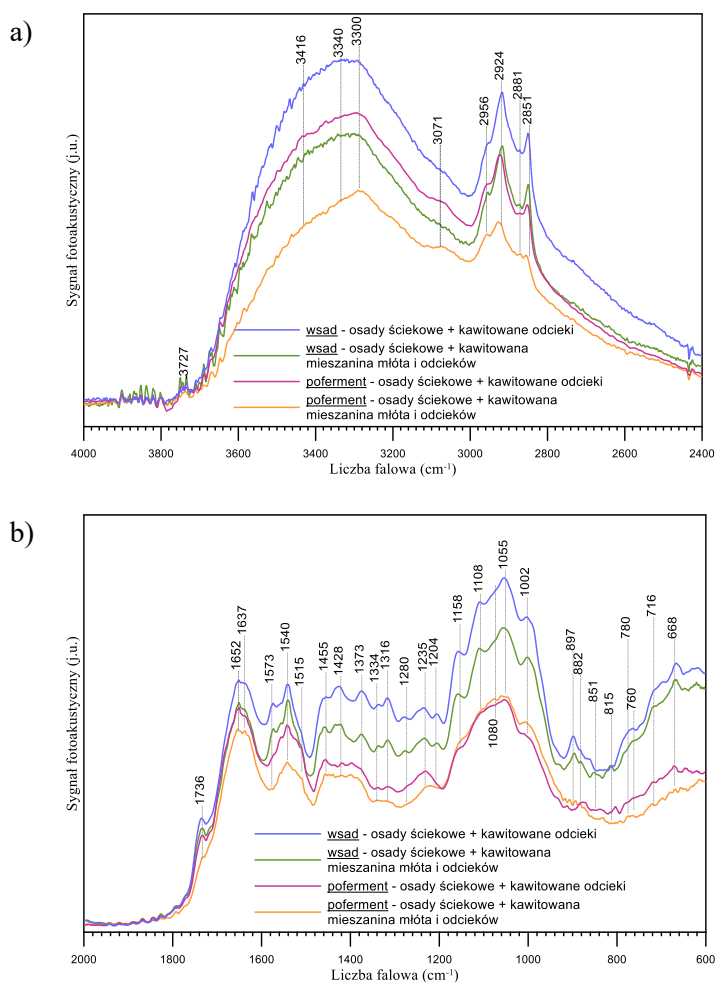 a)
Sygnał fotoakustyczny (j.u.)
3727
3416
3340
3300
3071
2956
2924
2881
2851
wsad - osady ściekowe + kawitowane odcieki
wsad - osady ściekowe + kawitowana
mieszanina młóta i odcieków
poferment - osady ściekowe + kawitowane odcieki
poferment - osady ściekowe + kawitowana
mieszanina młóta i odcieków
4000 3800 3600 3400 3200 3000 2800 2600 2400
Liczba falowa (cm⁻¹)
b)
Sygnał fotoakustyczny (j.u.)
1736
1652
1637
1573
1540
1515
1455
1428
1373
1334
1316
1280
1235
1204
1158
1108
1080
1055
1002
897
882
851
815
780
760
716
668
wsad - osady ściekowe + kawitowane odcieki
wsad - osady ściekowe + kawitowana
mieszanina młóta i odcieków
poferment - osady ściekowe + kawitowane odcieki
poferment - osady ściekowe + kawitowana
mieszanina młóta i odcieków
2000 1800 1600 1400 1200 1000 800 600
Liczba falowa (cm⁻¹)